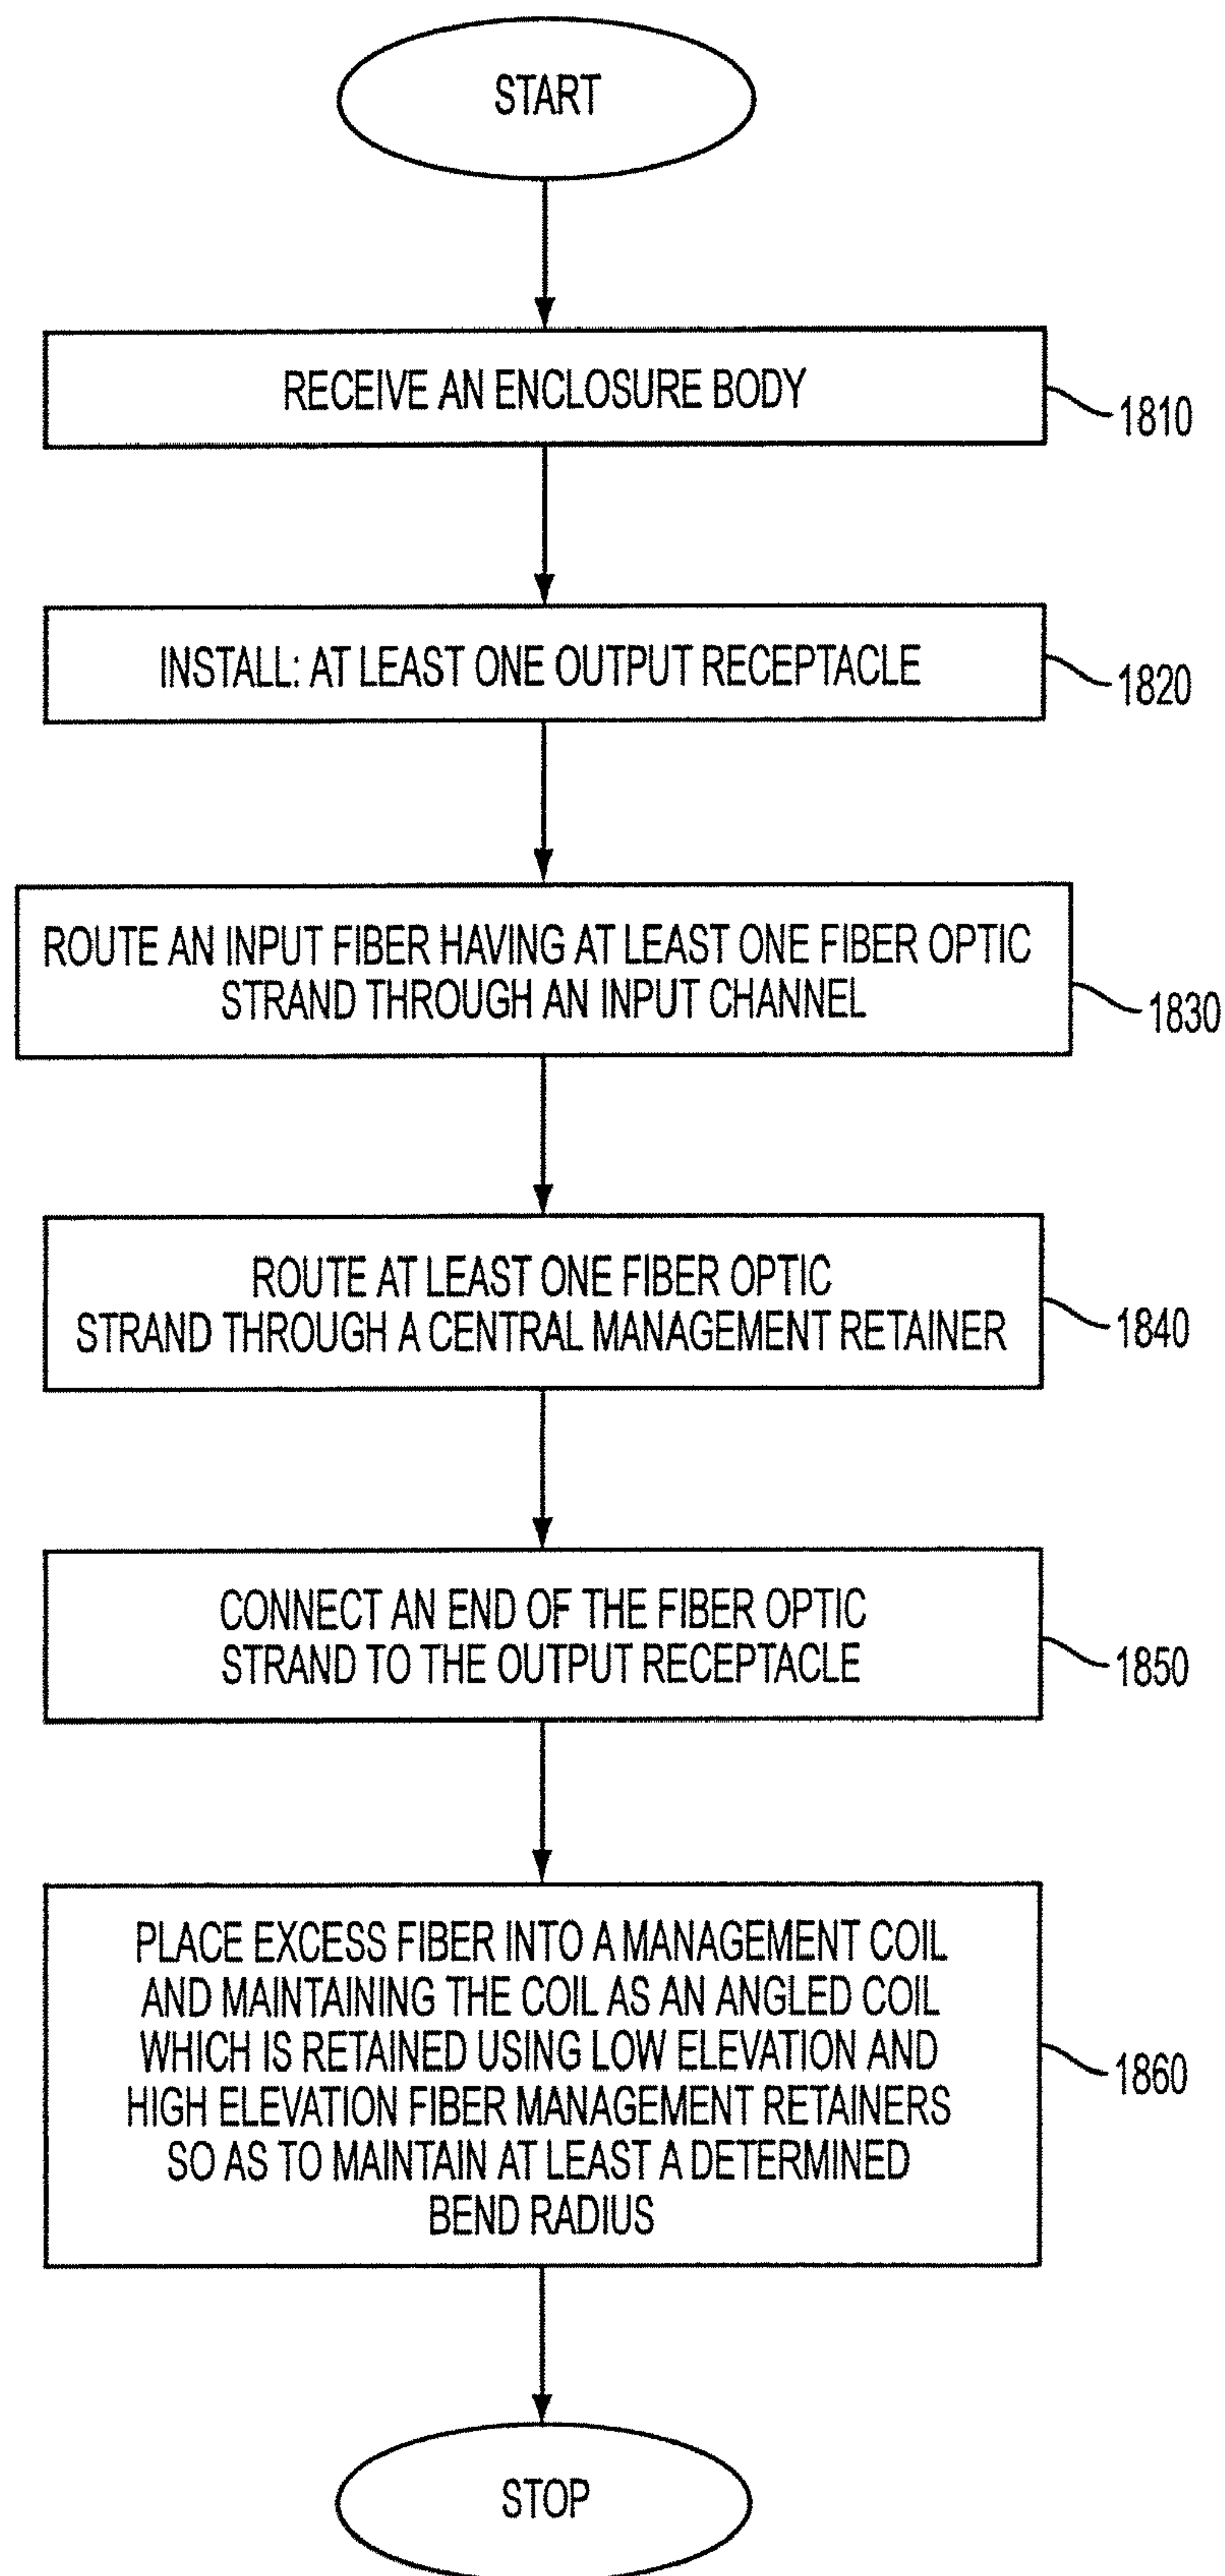 START
RECEIVE AN ENCLOSURE BODY
1810
INSTALL: AT LEAST ONE OUTPUT RECEPTACLE
1820
ROUTE AN INPUT FIBER HAVING AT LEAST ONE FIBER OPTIC
STRAND THROUGH AN INPUT CHANNEL
1830
ROUTE AT LEAST ONE FIBER OPTIC
STRAND THROUGH A CENTRAL MANAGEMENT RETAINER
1840
CONNECT AN END OF THE FIBER OPTIC
STRAND TO THE OUTPUT RECEPTACLE
1850
PLACE EXCESS FIBER INTO A MANAGEMENT COIL
AND MAINTAINING THE COIL AS AN ANGLED COIL
WHICH IS RETAINED USING LOW ELEVATION AND
HIGH ELEVATION FIBER MANAGEMENT RETAINERS
SO AS TO MAINTAIN AT LEAST A DETERMINED
BEND RADIUS
1860
STOP